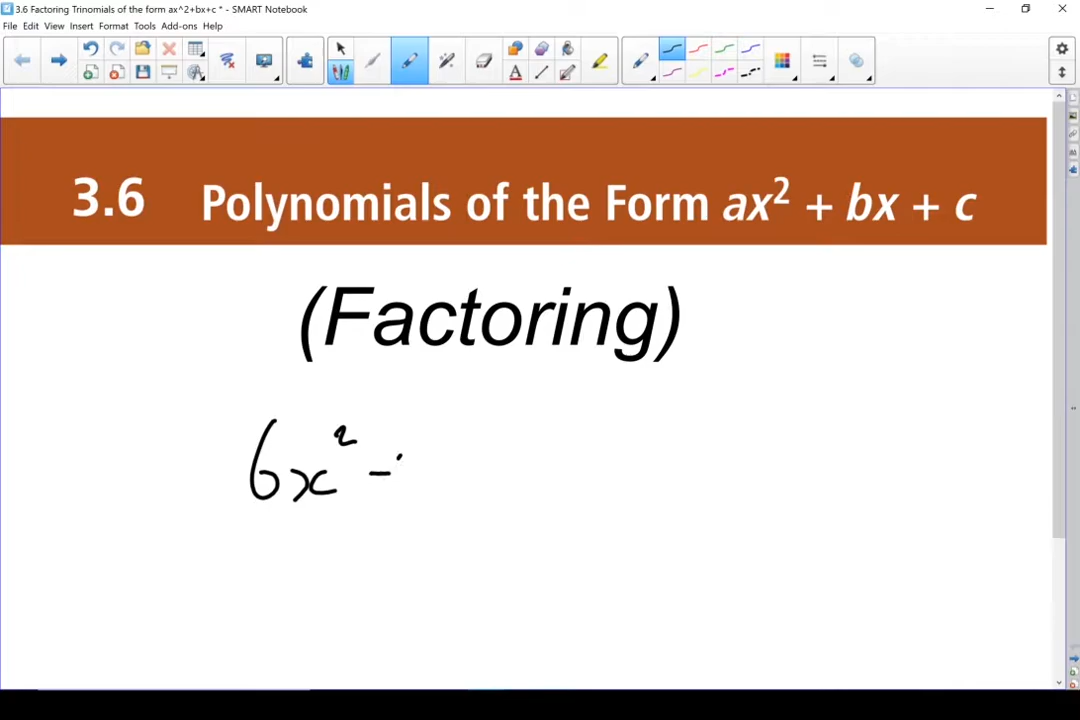 3.6 Factoring Trinomials of the form ax^2+bx+c * - SMART Notebook
File Edit View Insert Format Tools Add-ons Help
3.6 Polynomials of the Form ax² + bx + c
(Factoring)
6x² -